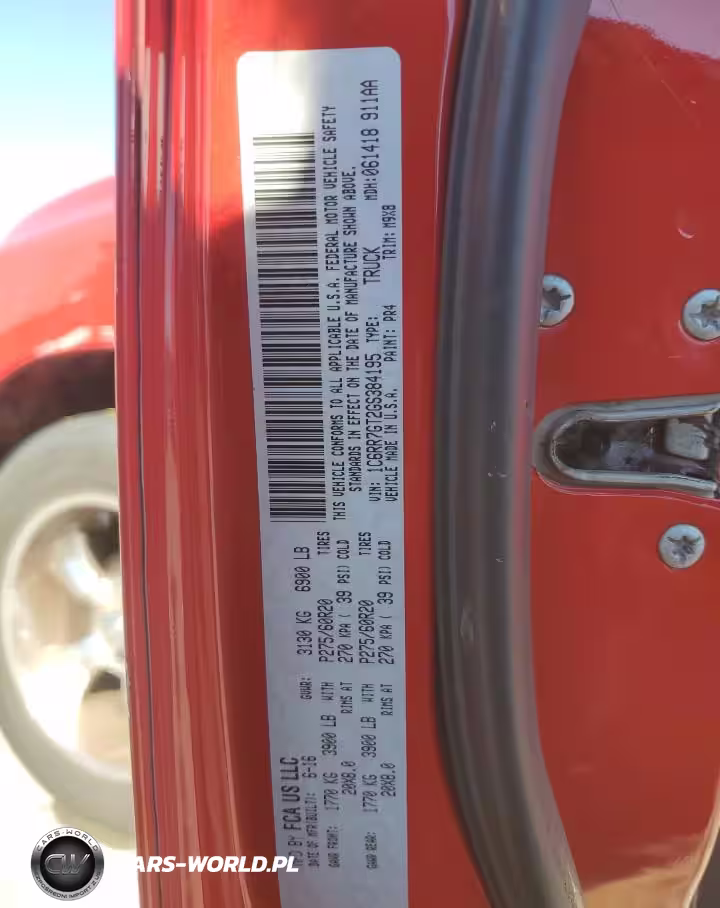 MFD BY FCA US LLC
DATE OF MFR(BUILT): 6-16 GVWR: 3130 KG 6900 LB
GAWR FRONT: 1770 KG 3900 LB WITH P275/60R20 TIRES
20X8.0 RIMS AT 270 KPA ( 39 PSI) COLD
GAWR REAR: 1770 KG 3900 LB WITH P275/60R20 TIRES
20X8.0 RIMS AT 270 KPA ( 39 PSI) COLD
THIS VEHICLE CONFORMS TO ALL APPLICABLE U.S.A. FEDERAL MOTOR VEHICLE SAFETY
STANDARDS IN EFFECT ON THE DATE OF MANUFACTURE SHOWN ABOVE.
VIN: 1C6RR7GT2GS384195 TYPE: TRUCK MDH:061418 911AA
VEHICLE MADE IN U.S.A. PAINT: PR4 TRIM: M9X8
CARS-WORLD
CW
CARS-WORLD.PL